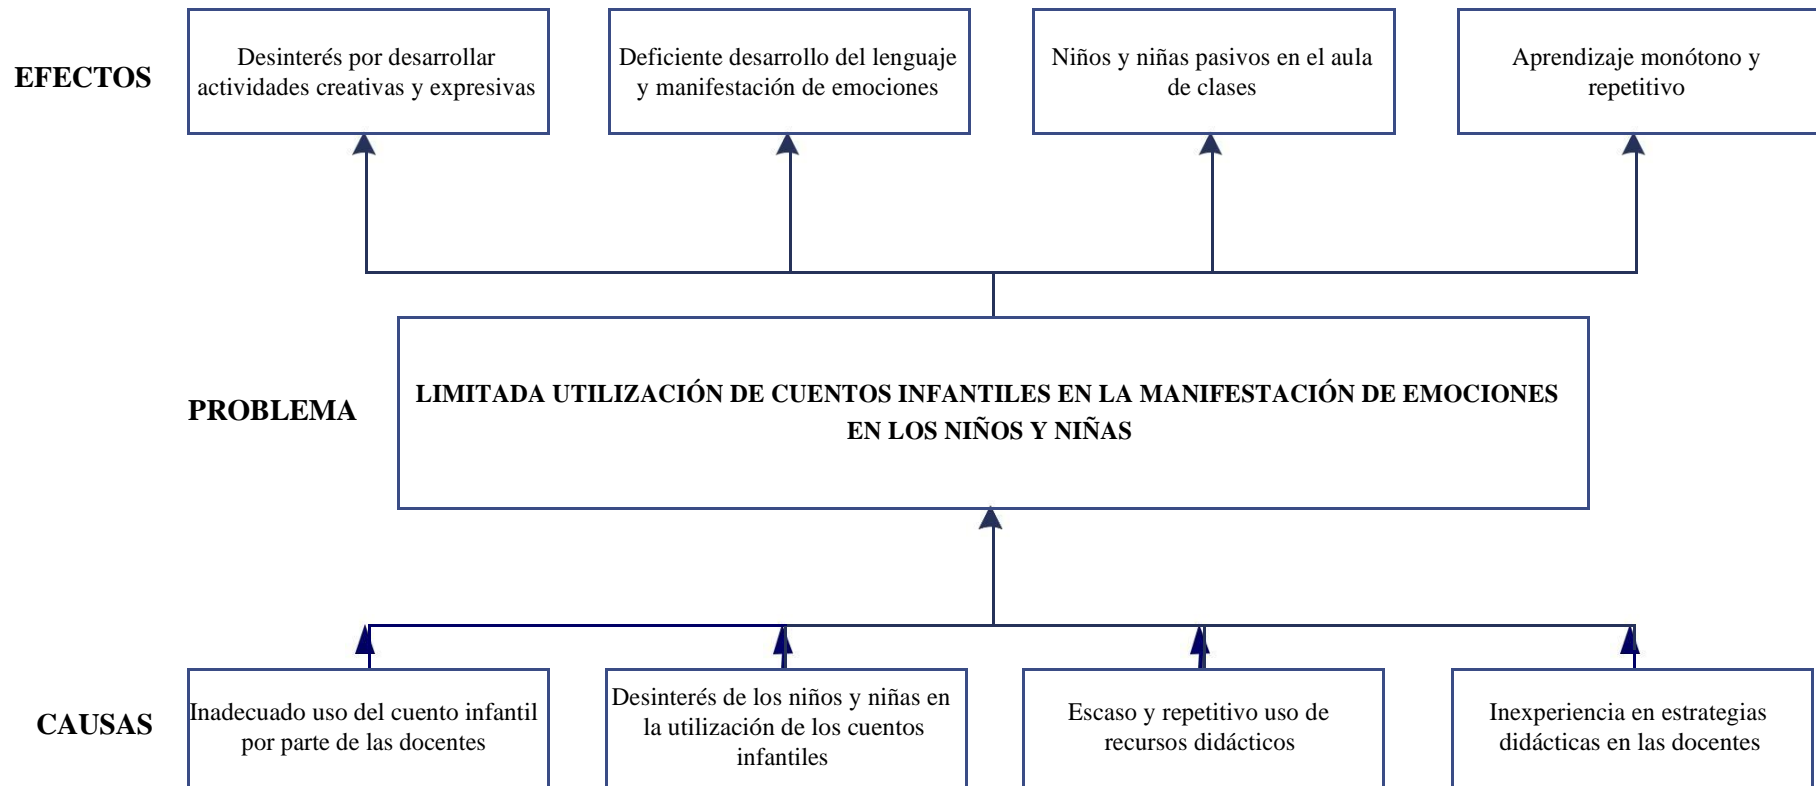 EFECTOS
Desinterés por desarrollar
actividades creativas y expresivas
Deficiente desarrollo del lenguaje
y manifestación de emociones
Niños y niñas pasivos en el aula
de clases
Aprendizaje monótono y
repetitivo
PROBLEMA
LIMITADA UTILIZACIÓN DE CUENTOS INFANTILES EN LA MANIFESTACIÓN DE EMOCIONES
EN LOS NIÑOS Y NIÑAS
CAUSAS
Inadecuado uso del cuento infantil
por parte de las docentes
Desinterés de los niños y niñas en
la utilización de los cuentos
infantiles
Escaso y repetitivo uso de
recursos didácticos
Inexperiencia en estrategias
didácticas en las docentes